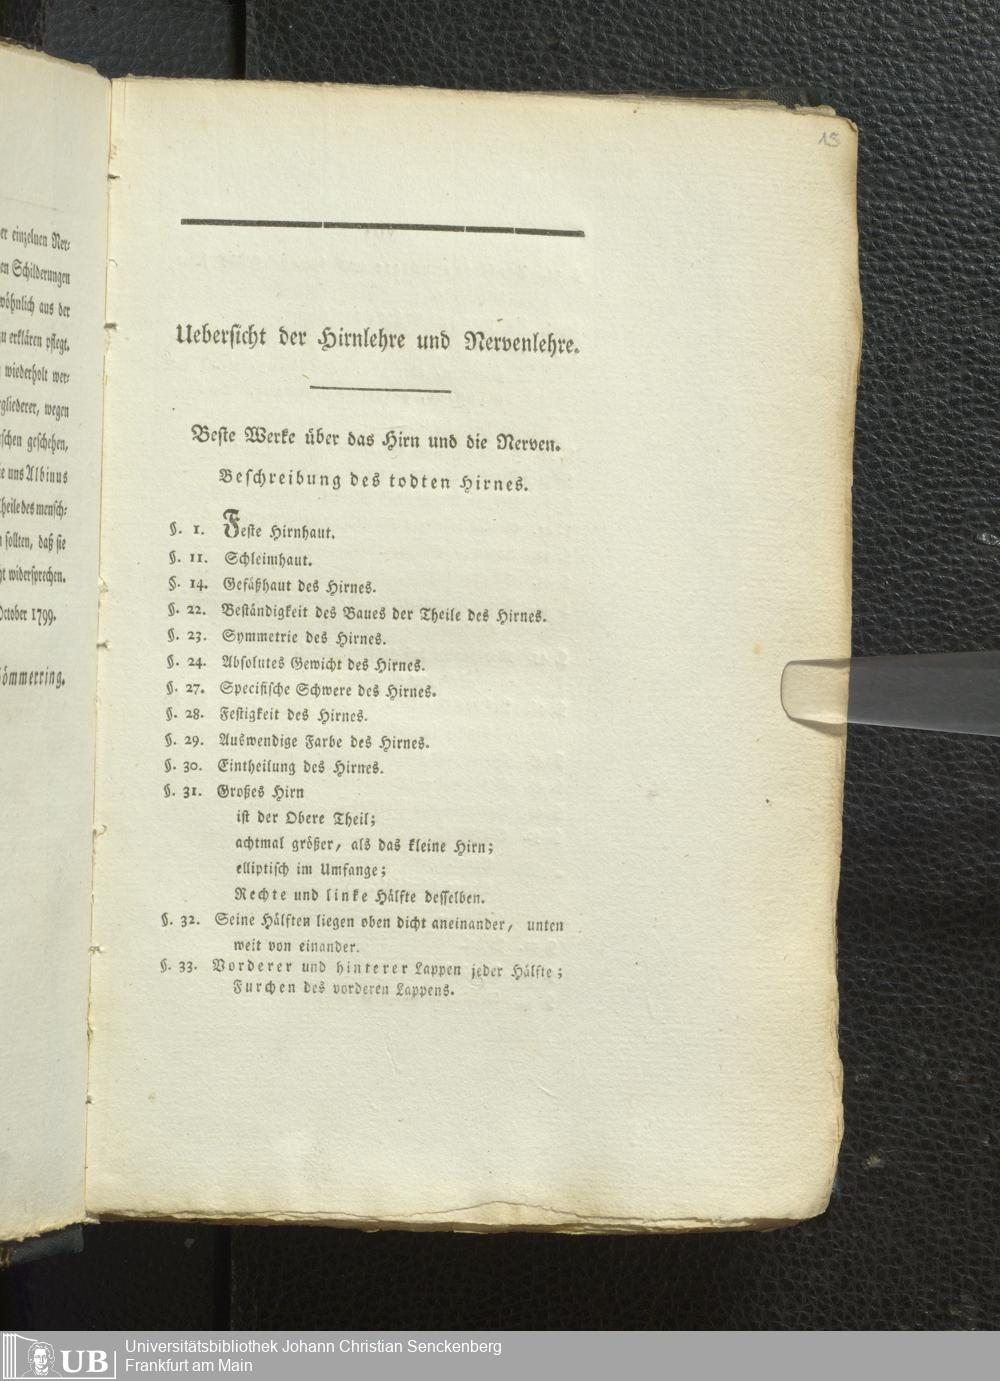 er einzelnen Ner-
en Schilderungen
wöhnlich aus der
u erklären pflegt.
wiederholt wer-
gliederer, wegen
schen geschehen,
e uns Albinus
Theile des mensch-
sollten, daß sie
t widersprechen.
October 1799.
Sömmerring.
15
Uebersicht der Hirnlehre und Nervenlehre.
Beste Werke über das Hirn und die Nerven.
Beschreibung des todten Hirnes.
§. 1. Feste Hirnhaut.
§. 11. Schleimhaut.
§. 14. Gefäßhaut des Hirnes.
§. 22. Beständigkeit des Baues der Theile des Hirnes.
§. 23. Symmetrie des Hirnes.
§. 24. Absolutes Gewicht des Hirnes.
§. 27. Specifische Schwere des Hirnes.
§. 28. Festigkeit des Hirnes.
§. 29. Auswendige Farbe des Hirnes.
§. 30. Eintheilung des Hirnes.
§. 31. Großes Hirn
ist der Obere Theil;
achtmal größer, als das kleine Hirn;
elliptisch im Umfange;
Rechte und linke Hälfte desselben.
§. 32. Seine Hälften liegen oben dicht aneinander, unten
weit von einander.
§. 33. Vorderer und hinterer Lappen jeder Hälfte;
Furchen des vorderen Lappens.
UB
Universitätsbibliothek Johann Christian Senckenberg
Frankfurt am Main